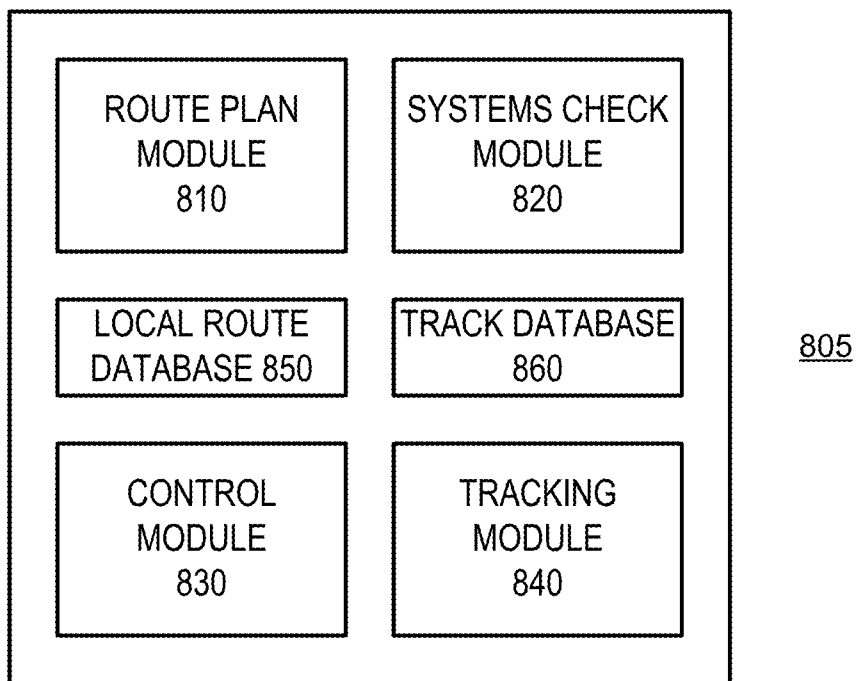 ROUTE PLAN
MODULE
810
SYSTEMS CHECK
MODULE
820
LOCAL ROUTE
DATABASE 850
TRACK DATABASE
860
805
CONTROL
MODULE
830
TRACKING
MODULE
840